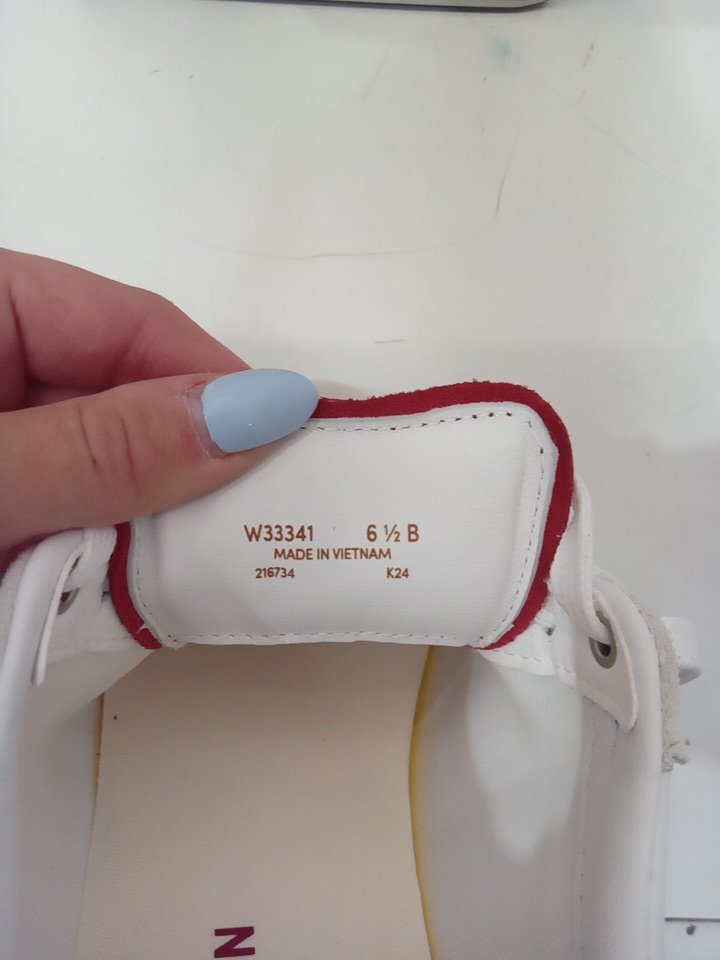 W33341 6 ½ B
MADE IN VIETNAM
216734 K24
N